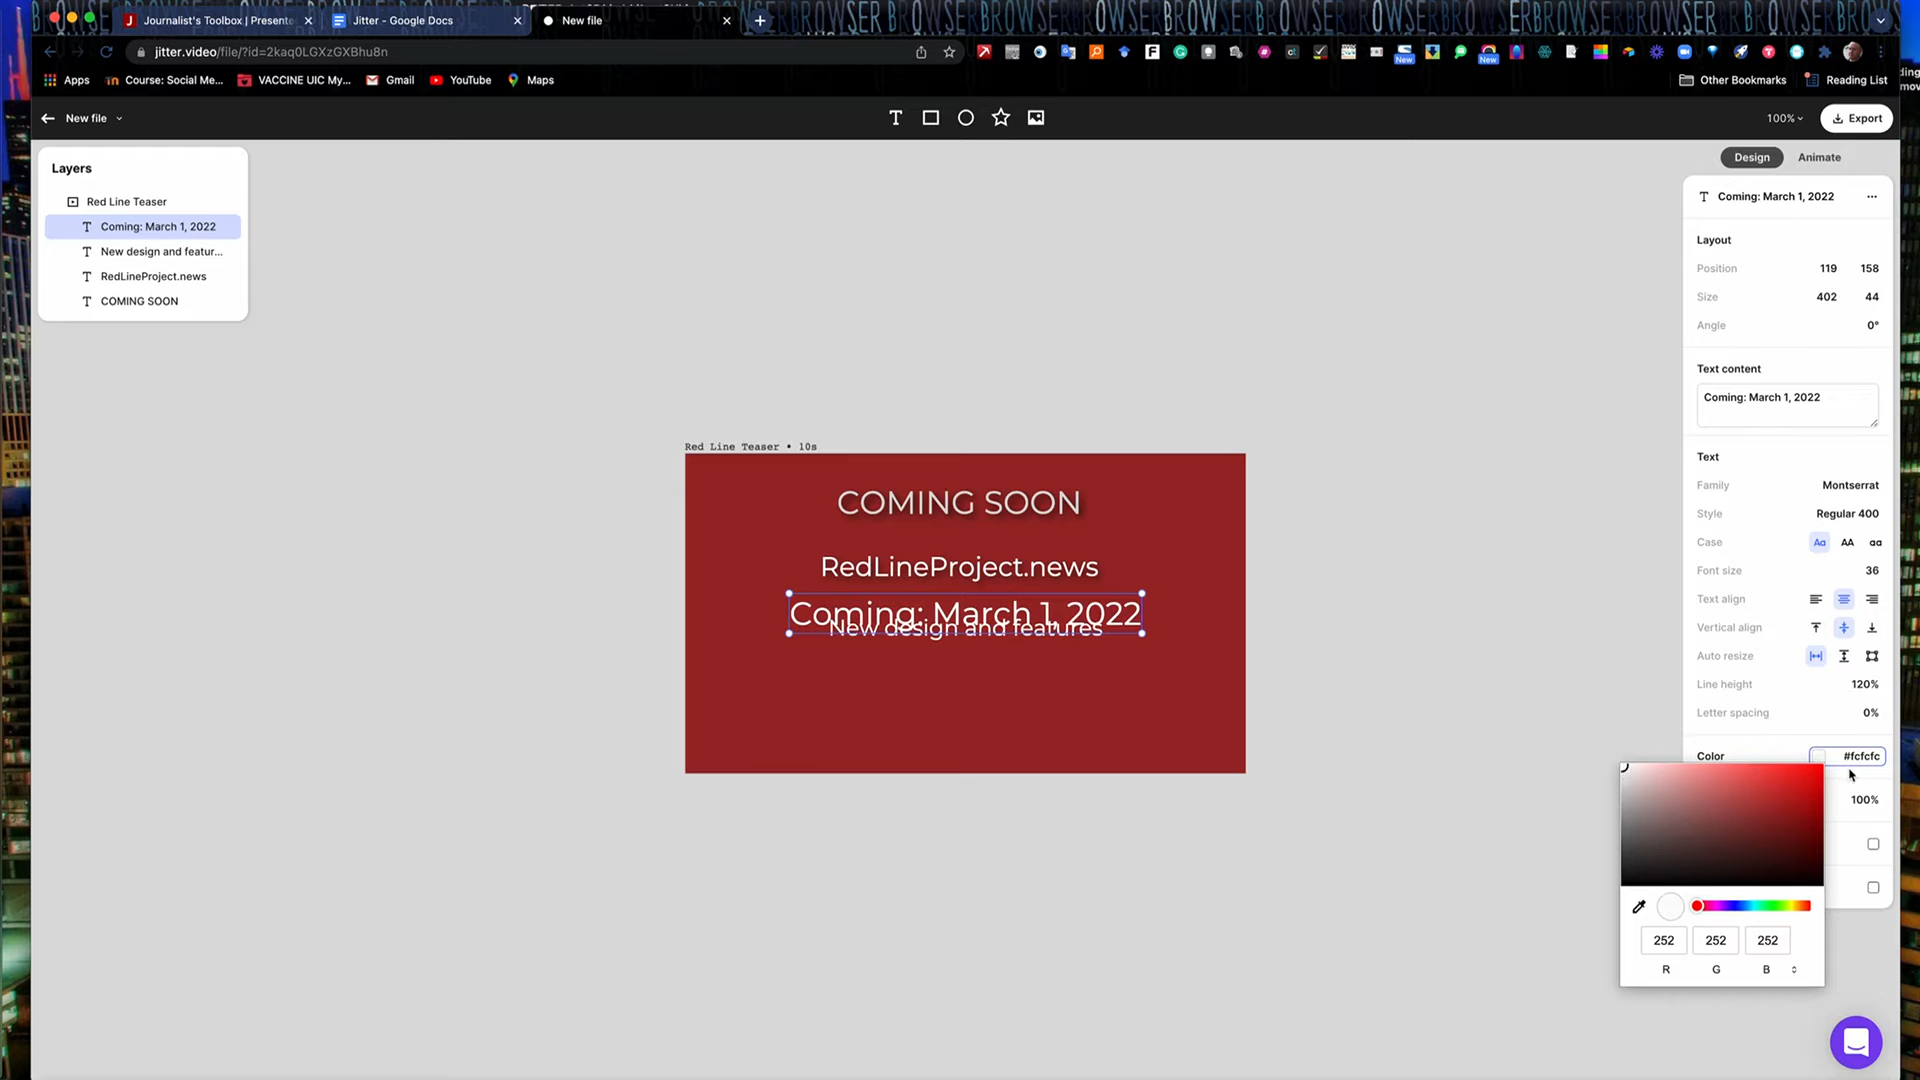 BROWSER BROWSER BROWSER BROWSER
Journalist's Toolbox | Presente
Jitter - Google Docs
New file
jitter.video/file/?id=2kaq0LGXzGXBhu8n
New
New
Apps
Course: Social Me...
VACCINE UIC My...
Gmail
YouTube
Maps
Other Bookmarks
Reading List
New file
T
100%
Export
Layers
Red Line Teaser
T Coming: March 1, 2022
T New design and featur...
T RedLineProject.news
T COMING SOON
Red Line Teaser • 10s
COMING SOON
RedLineProject.news
Coming: March 1, 2022
New design and features
Design
Animate
T Coming: March 1, 2022
Layout
Position 119 158
Size 402 44
Angle 0°
Text content
Coming: March 1, 2022
Text
Family Montserrat
Style Regular 400
Case Aa AA aa
Font size 36
Text align
Vertical align
Auto resize
Line height 120%
Letter spacing 0%
Color #fcfcfc
100%
252 252 252
R G B